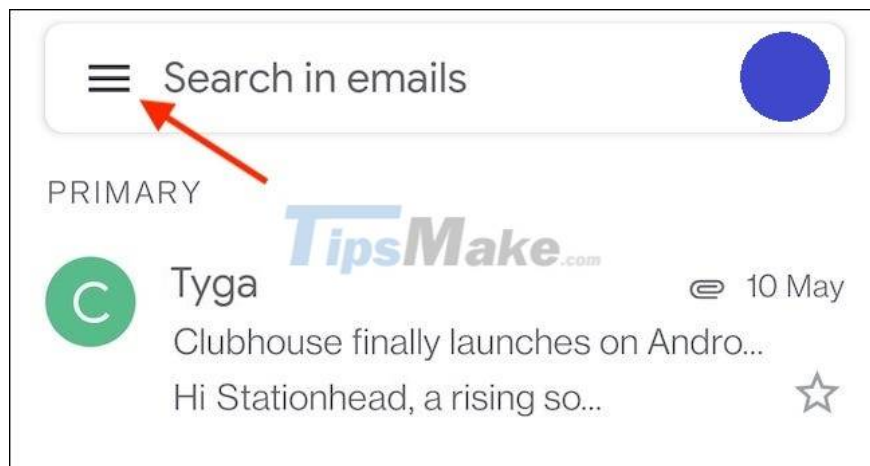 Search in emails
PRIMARY
TipsMake.com
C
Tyga
10 May
Clubhouse finally launches on Andro...
Hi Stationhead, a rising so...